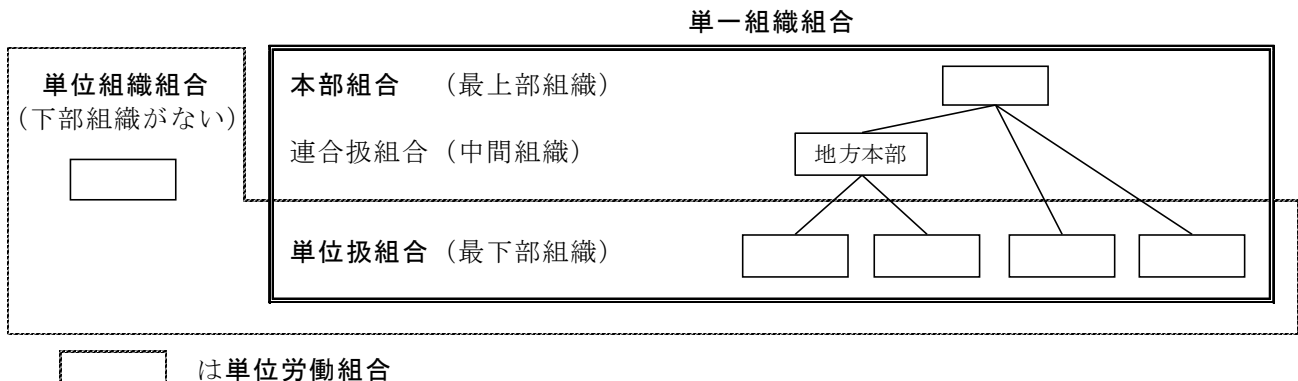 単一組織組合
単位組織組合
（下部組織がない）
本部組合 （最上部組織）
連合扱組合（中間組織）
地方本部
単位扱組合（最下部組織）
は単位労働組合